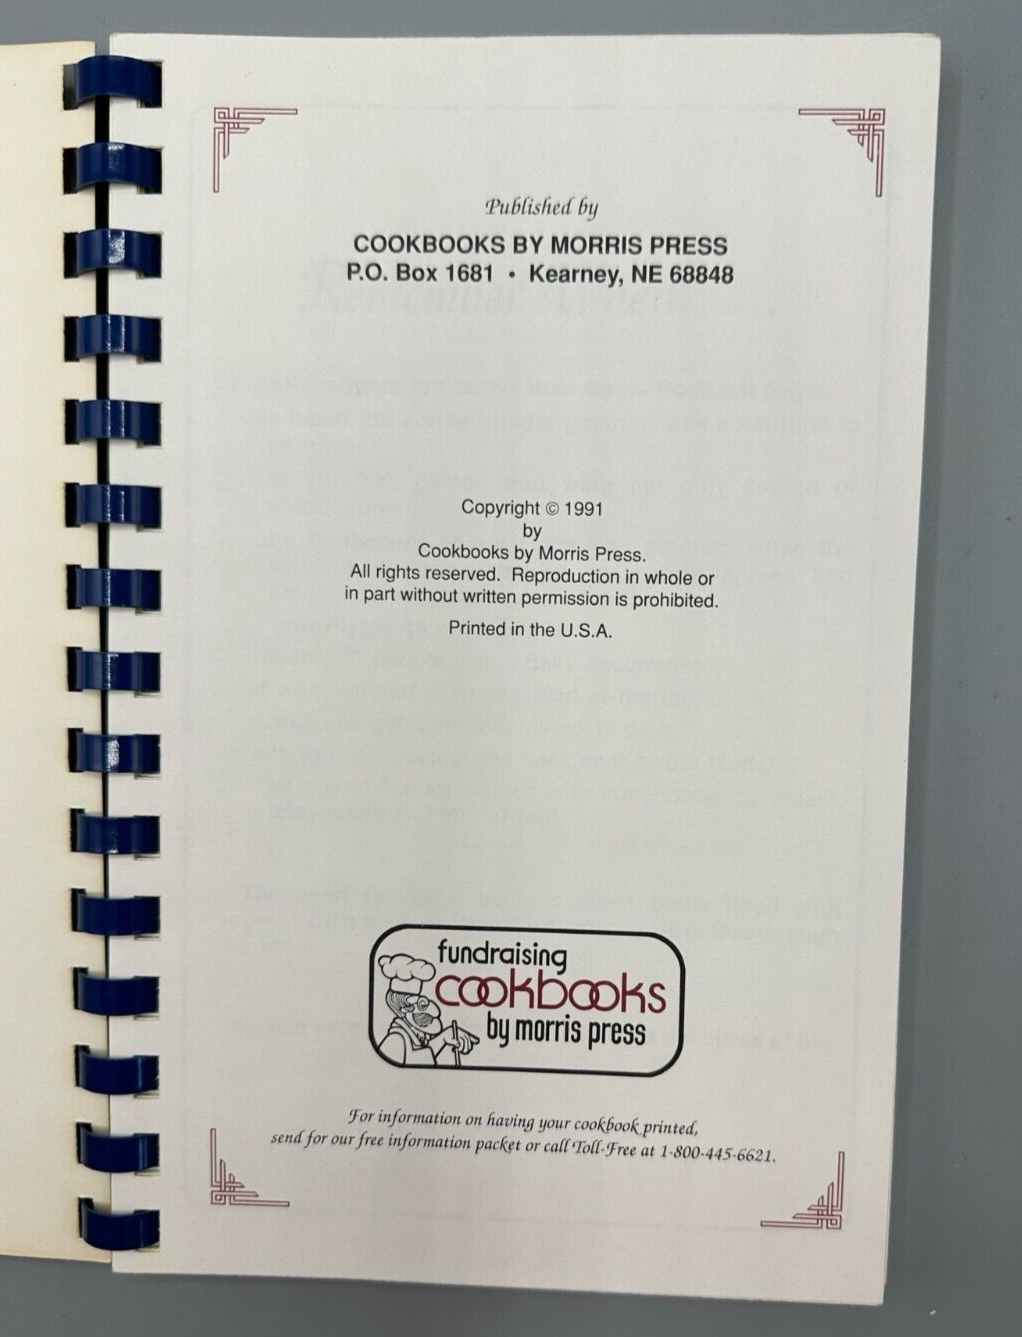 Published by
COOKBOOKS BY MORRIS PRESS
P.O. Box 1681 • Kearney, NE 68848
Copyright © 1991
by
Cookbooks by Morris Press.
All rights reserved. Reproduction in whole or
in part without written permission is prohibited.
Printed in the U.S.A.
fundraising
cookbooks
by morris press
For information on having your cookbook printed,
send for our free information packet or call Toll-Free at 1-800-445-6621.